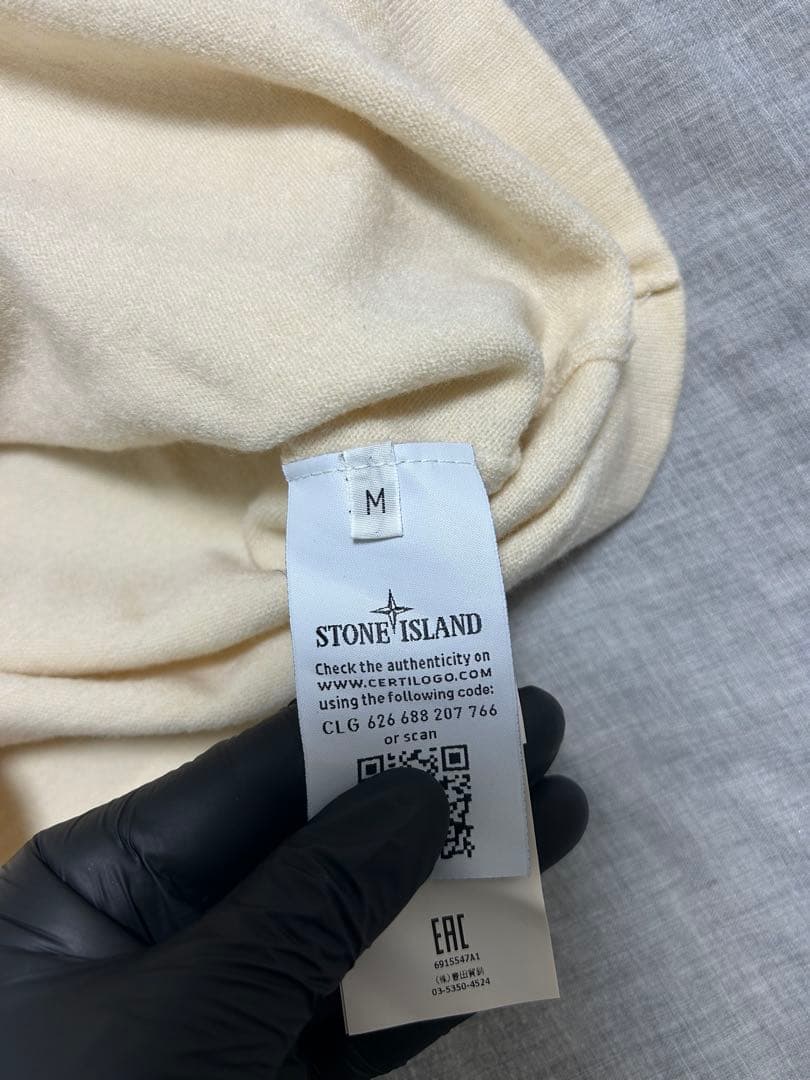 M
STONE ISLAND
Check the authenticity on
WWW.CERTILOGO.COM
using the following code:
CLG 626 688 207 766
or scan
EAC
6915547A1
(株)豊田貿易
03-5350-4524